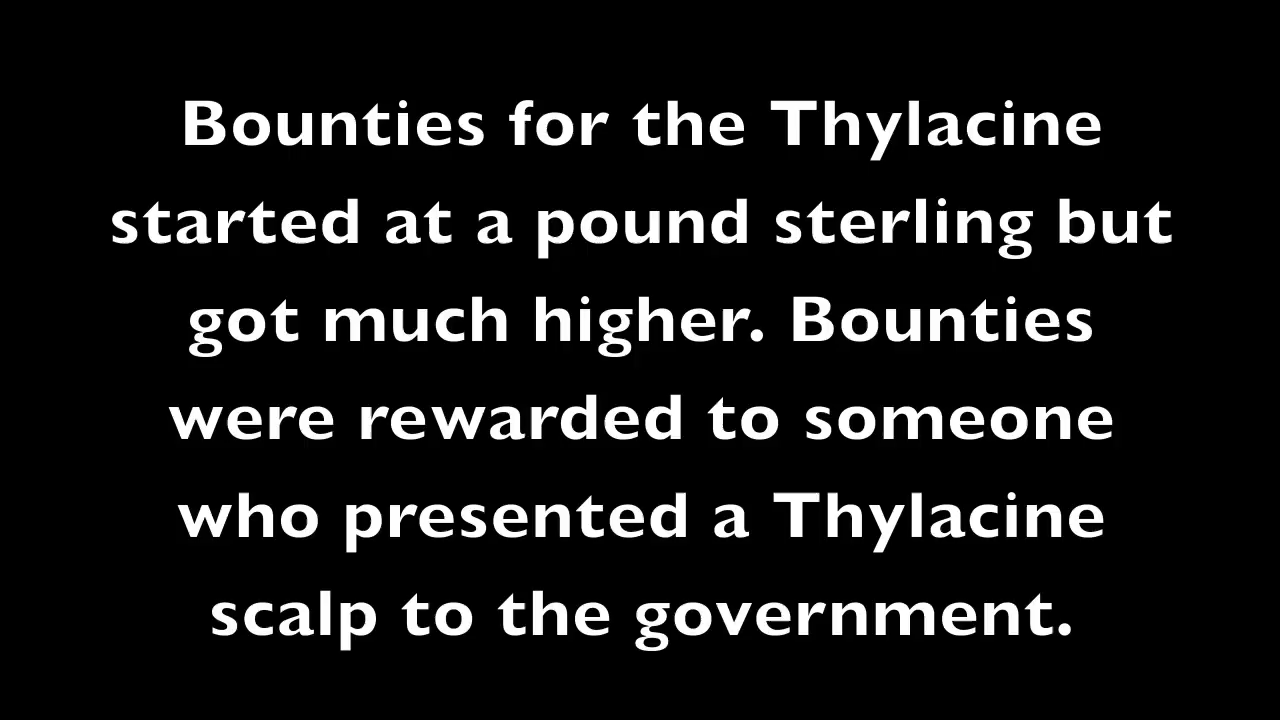 Bounties for the Thylacine
started at a pound sterling but
got much higher. Bounties
were rewarded to someone
who presented a Thylacine
scalp to the government.